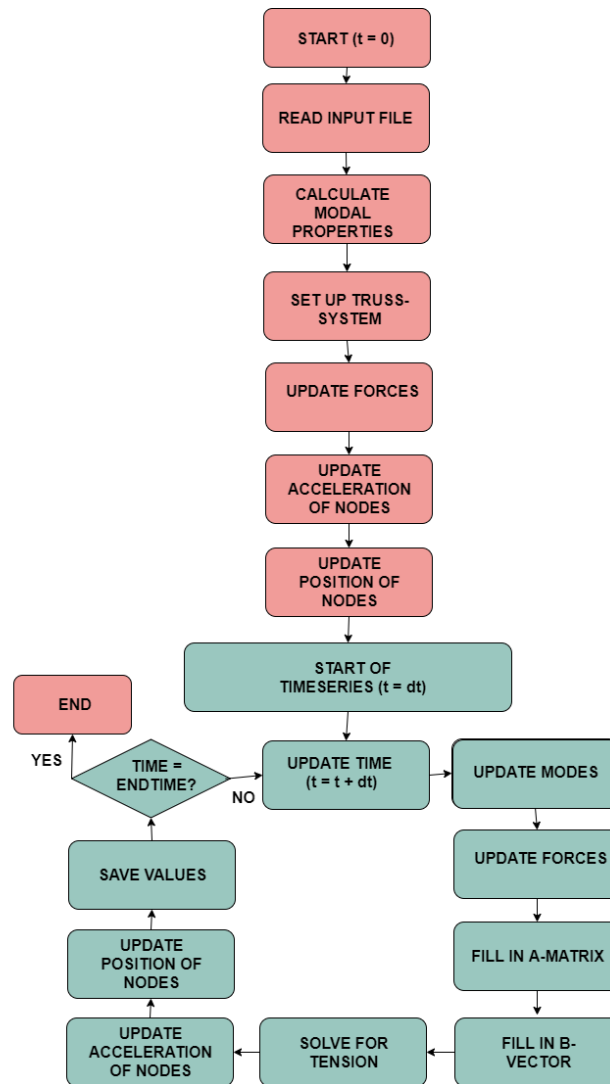 START (t = 0)
READ INPUT FILE
CALCULATE
MODAL
PROPERTIES
SET UP TRUSS-
SYSTEM
UPDATE FORCES
UPDATE
ACCELERATION
OF NODES
UPDATE
POSITION OF
NODES
START OF
TIMESERIES (t = dt)
END
YES
TIME =
ENDTIME?
NO
UPDATE TIME
(t = t + dt)
UPDATE MODES
UPDATE FORCES
FILL IN A-MATRIX
FILL IN B-
VECTOR
SOLVE FOR
TENSION
UPDATE
ACCELERATION
OF NODES
UPDATE
POSITION OF
NODES
SAVE VALUES